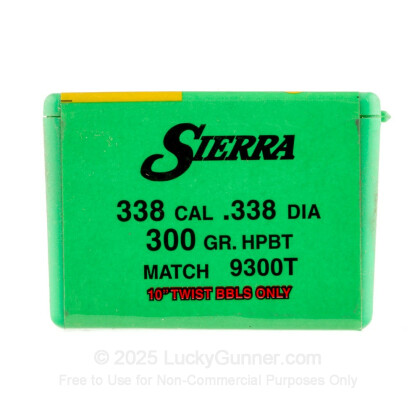 SIERRA
338 CAL .338 DIA
300 GR. HPBT
MATCH 9300T
10" TWIST BBLS ONLY
© 2025 LuckyGunner.com
Free to Use for Non-Commercial Purposes Only